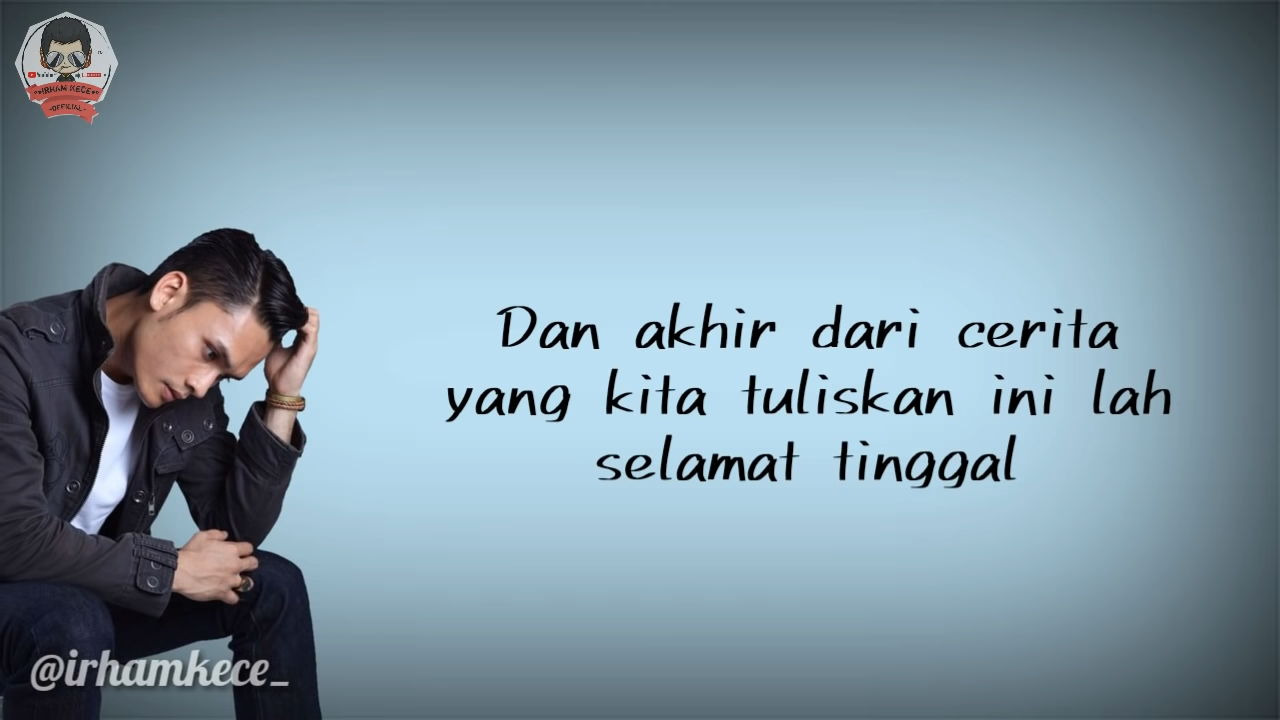 IRHAM KECE
-OFFICIAL-
Dan akhir dari cerita
yang kita tuliskan ini lah
selamat tinggal
@irhamkece_